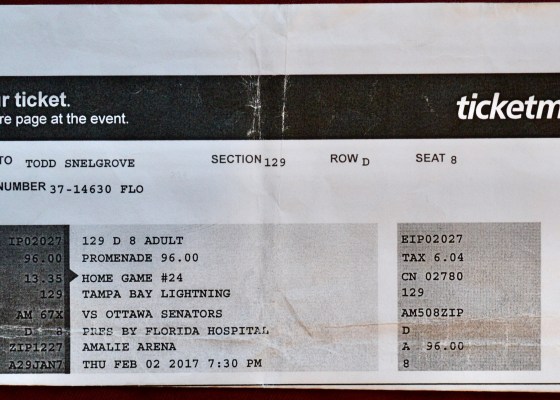 r ticket.
re page at the event.
ticketm
TO TODD SNELGROVE SECTION 129 ROW D SEAT 8
NUMBER 37-14630 FLO
IP02027 129 D 8 ADULT EIP02027
96.00 PROMENADE 96.00 TAX 6.04
13.35 HOME GAME #24 CN 02780
129 TAMPA BAY LIGHTNING 129
AM 67X VS OTTAWA SENATORS AM508ZIP
D 8 PRES BY FLORIDA HOSPITAL D
ZIP1227 AMALIE ARENA A 96.00
A29JAN7 THU FEB 02 2017 7:30 PM 8